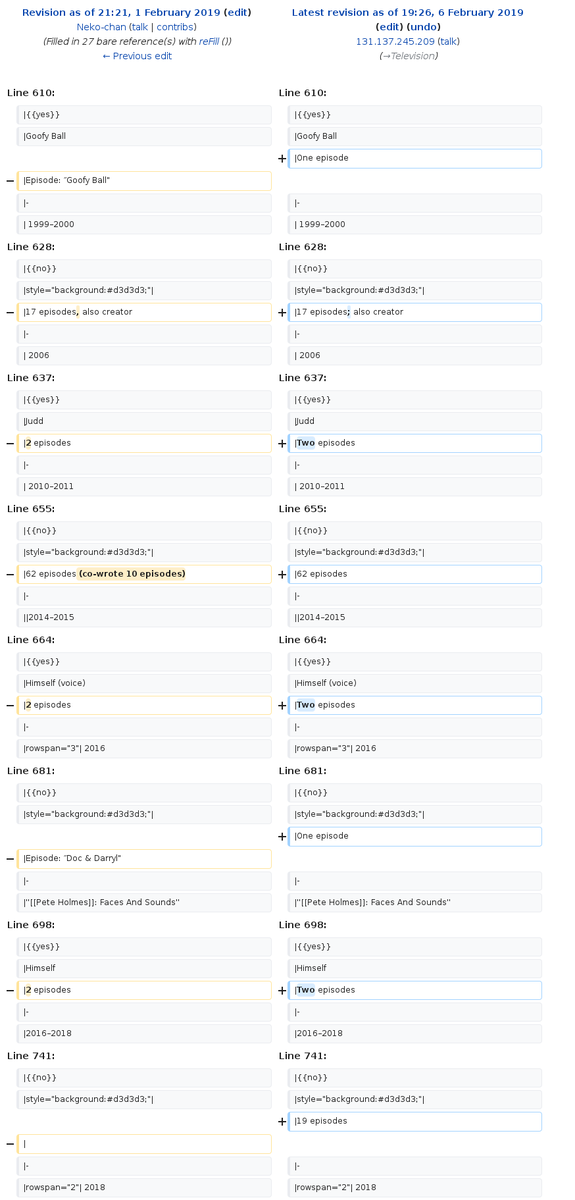 Revision as of 21:21, 1 February 2019 (edit)
Neko-chan (talk | contribs)
(Filled in 27 bare reference(s) with reFill ())
← Previous edit
Latest revision as of 19:26, 6 February 2019
(edit) (undo)
131.137.245.209 (talk)
(→Television)
Line 610: Line 610:
|{{yes}} |{{yes}}
|Goofy Ball |Goofy Ball
+ |One episode
− |Episode: "Goofy Ball"
|- |-
| 1999–2000 | 1999–2000
Line 628: Line 628:
|{{no}} |{{no}}
|style="background:#d3d3d3;"| |style="background:#d3d3d3;"|
− |17 episodes, also creator + |17 episodes; also creator
|- |-
| 2006 | 2006
Line 637: Line 637:
|{{yes}} |{{yes}}
|Judd |Judd
− |2 episodes + |Two episodes
|- |-
| 2010–2011 | 2010–2011
Line 655: Line 655:
|{{no}} |{{no}}
|style="background:#d3d3d3;"| |style="background:#d3d3d3;"|
− |62 episodes (co-wrote 10 episodes) + |62 episodes
|- |-
||2014–2015 ||2014–2015
Line 664: Line 664:
|{{yes}} |{{yes}}
|Himself (voice) |Himself (voice)
− |2 episodes + |Two episodes
|- |-
|rowspan="3"| 2016 |rowspan="3"| 2016
Line 681: Line 681:
|{{no}} |{{no}}
|style="background:#d3d3d3;"| |style="background:#d3d3d3;"|
+ |One episode
− |Episode: "Doc & Darryl"
|- |-
|''[[Pete Holmes]]: Faces And Sounds'' |''[[Pete Holmes]]: Faces And Sounds''
Line 698: Line 698:
|{{yes}} |{{yes}}
|Himself |Himself
− |2 episodes + |Two episodes
|- |-
|2016–2018 |2016–2018
Line 741: Line 741:
|{{no}} |{{no}}
|style="background:#d3d3d3;"| |style="background:#d3d3d3;"|
+ |19 episodes
− |
|- |-
|rowspan="2"| 2018 |rowspan="2"| 2018